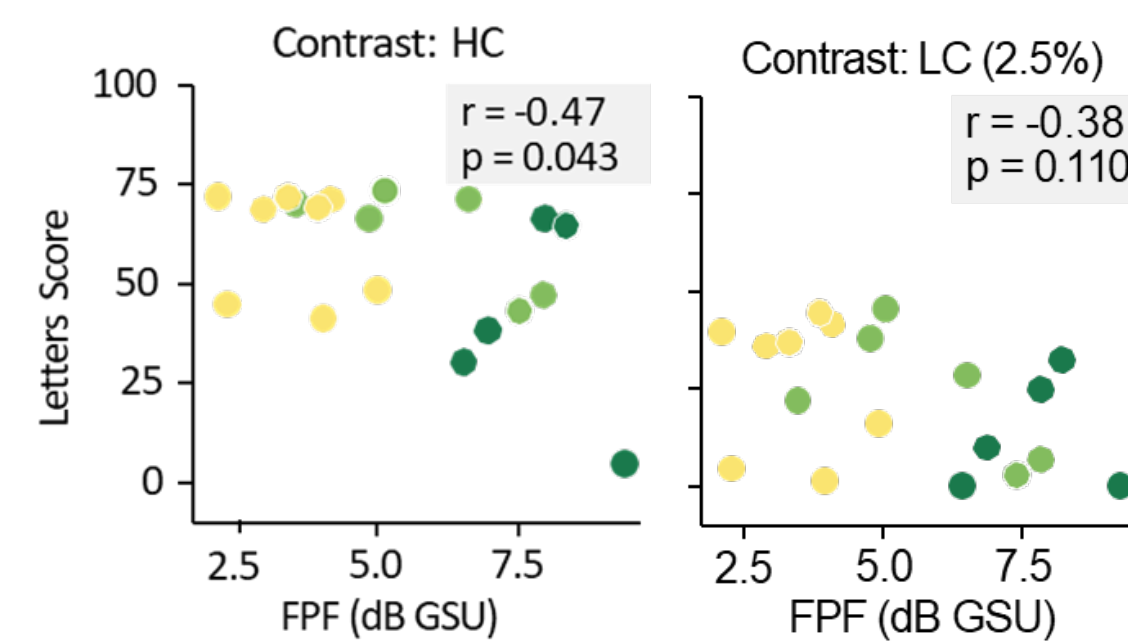 Contrast: HC
r = -0.47
p = 0.043
100
75
50
25
0
Letters Score
2.5 5.0 7.5
FPF (dB GSU)
Contrast: LC (2.5%)
r = -0.38
p = 0.110
2.5 5.0 7.5
FPF (dB GSU)